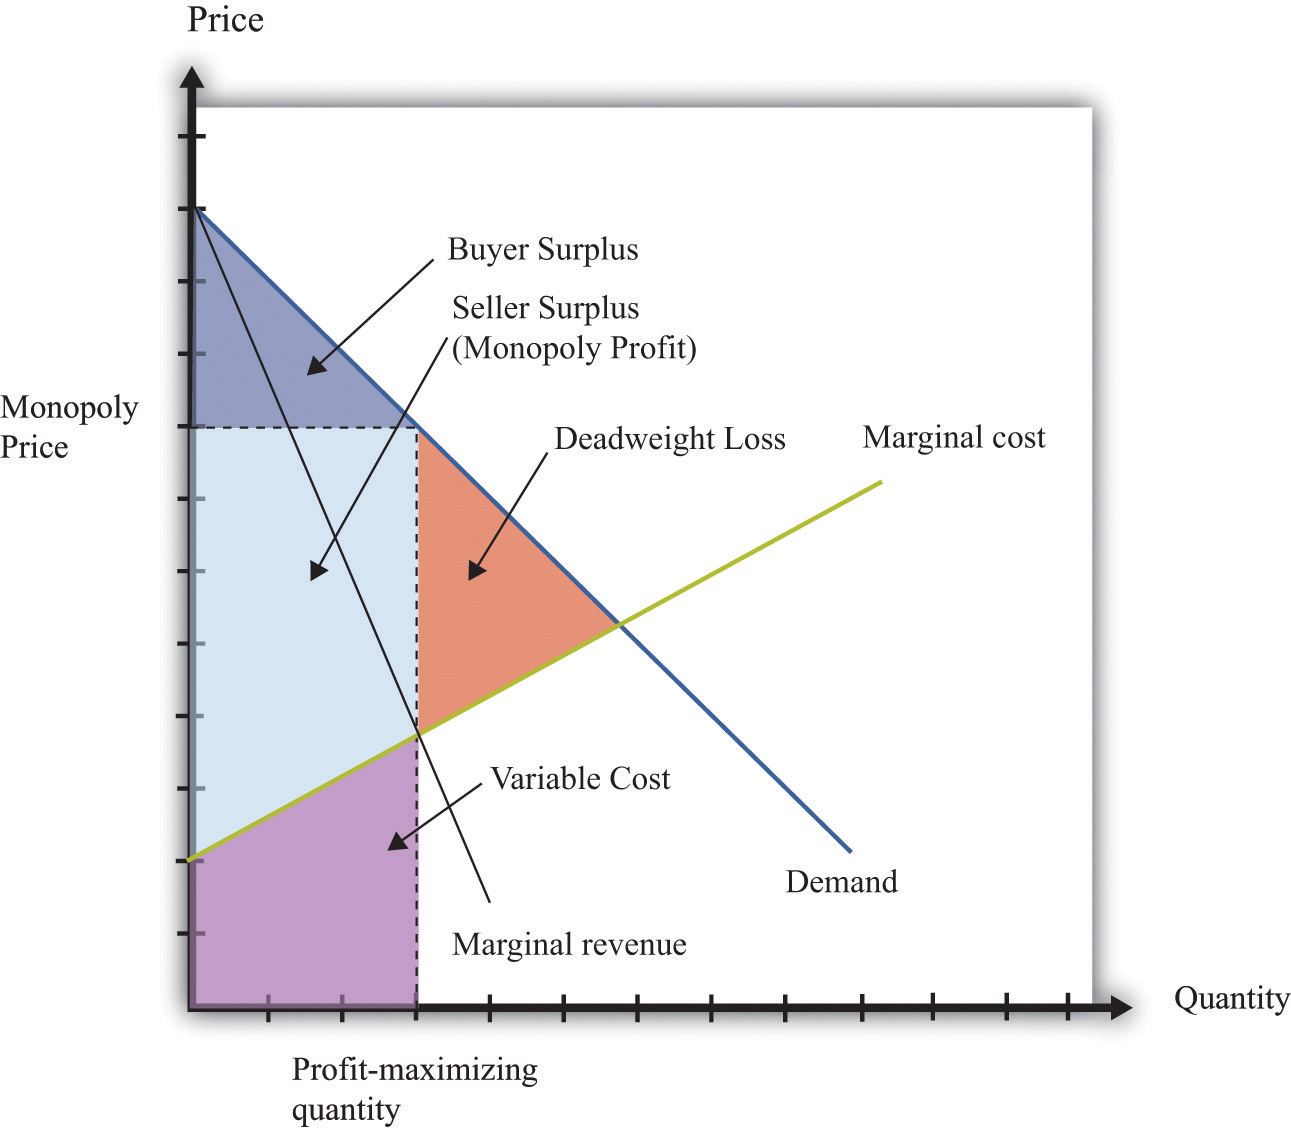 Price
Buyer Surplus
Seller Surplus
(Monopoly Profit)
Monopoly
Price
Deadweight Loss
Marginal cost
Variable Cost
Demand
Marginal revenue
Quantity
Profit-maximizing
quantity